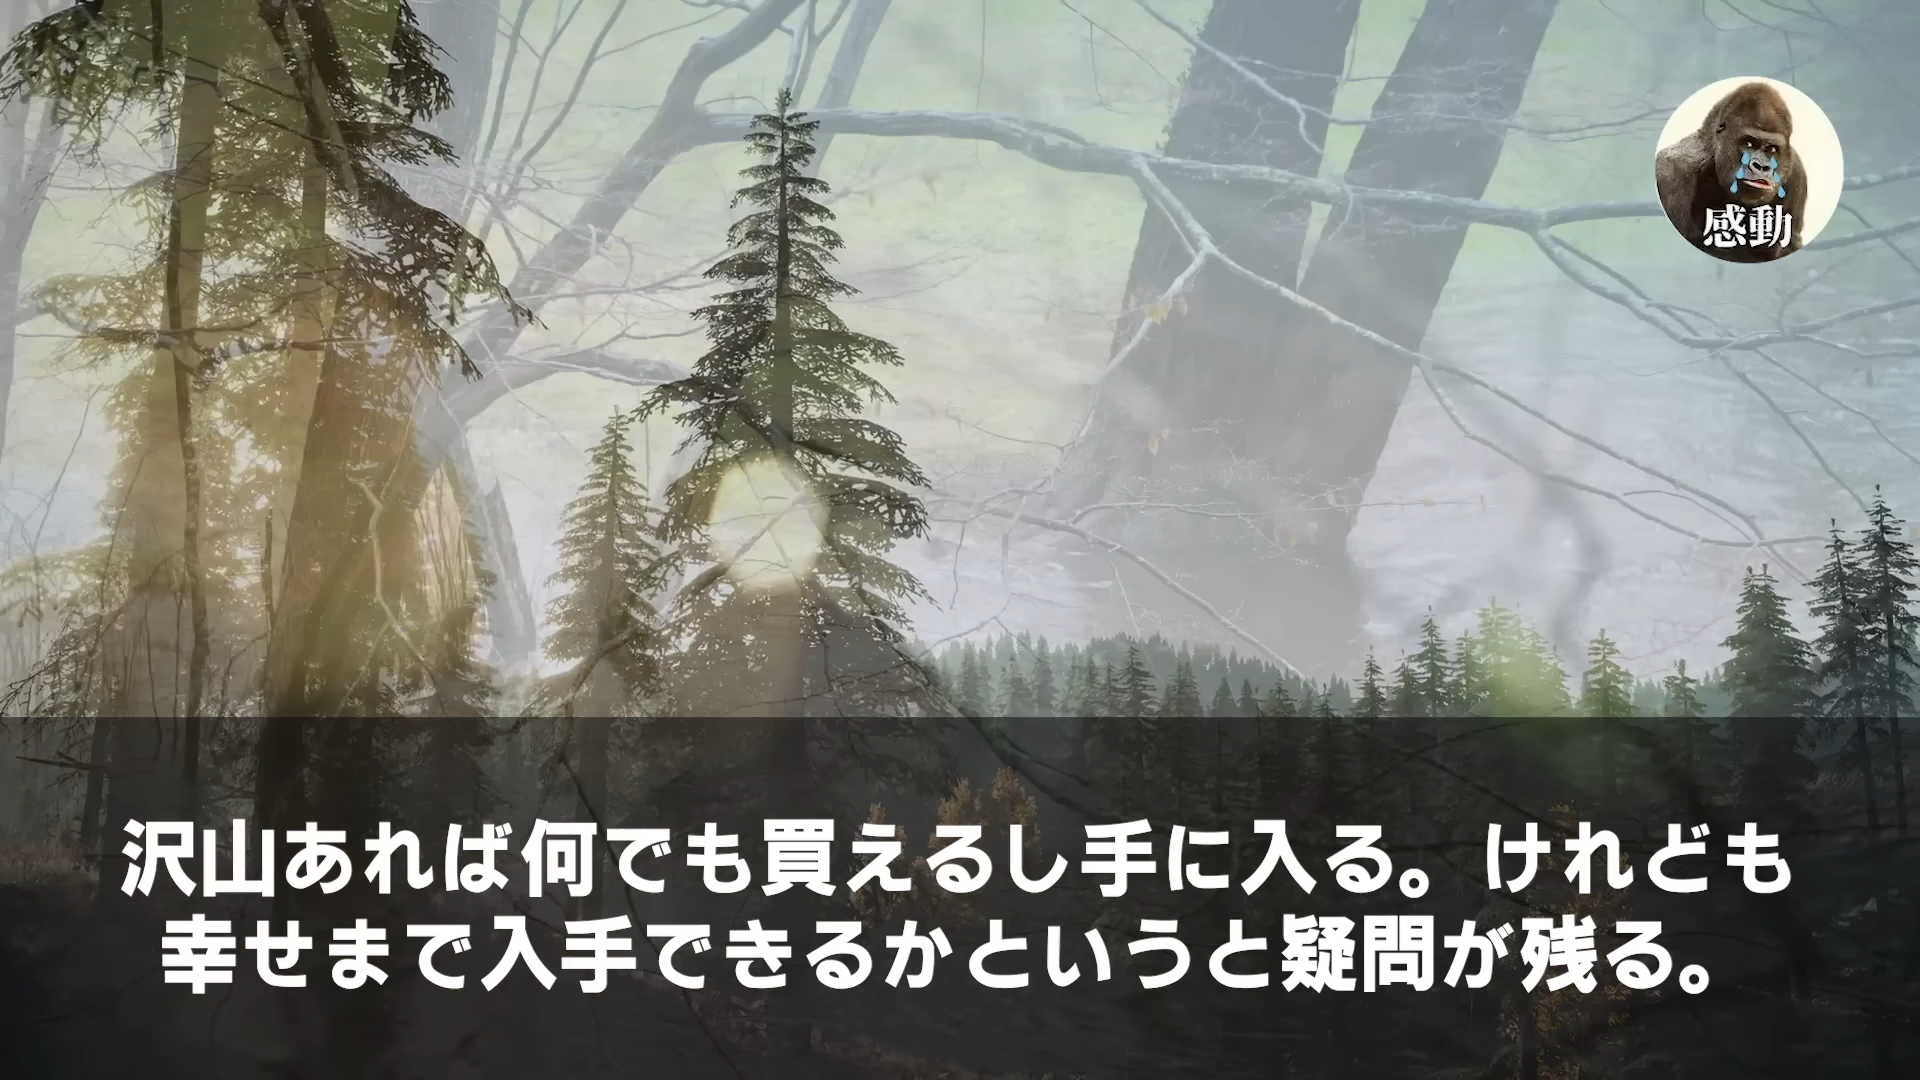 感動
沢山あれば何でも買えるし手に入る。けれども
幸せまで入手できるかというと疑問が残る。